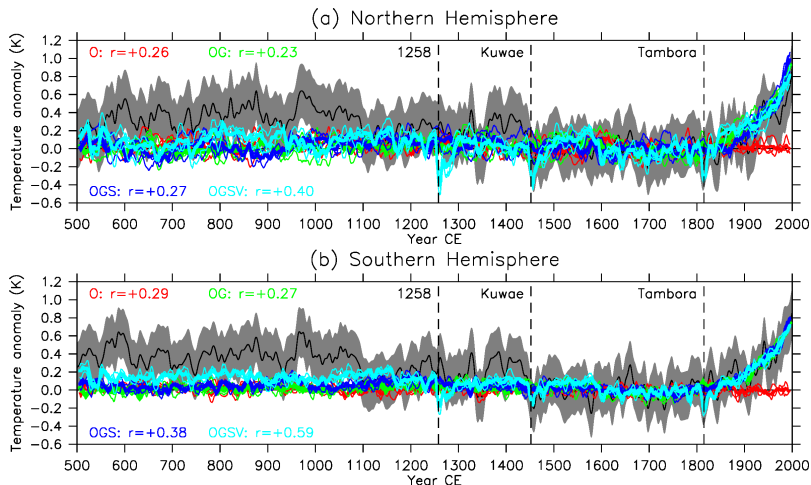 (a) Northern Hemisphere
Temperature anomaly (K)
1.2
1.0
0.8
0.6
0.4
0.2
0.0
-0.2
-0.4
-0.6
O: r=+0.26 OG: r=+0.23 1258 Kuwae Tambora
OGS: r=+0.27 OGSV: r=+0.40
500 600 700 800 900 1000 1100 1200 1300 1400 1500 1600 1700 1800 1900 2000
Year CE
(b) Southern Hemisphere
Temperature anomaly (K)
1.2
1.0
0.8
0.6
0.4
0.2
0.0
-0.2
-0.4
-0.6
O: r=+0.29 OG: r=+0.27 1258 Kuwae Tambora
OGS: r=+0.38 OGSV: r=+0.59
500 600 700 800 900 1000 1100 1200 1300 1400 1500 1600 1700 1800 1900 2000
Year CE